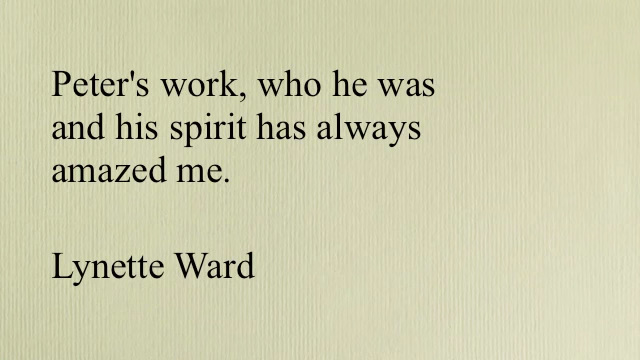 Peter's work, who he was
and his spirit has always
amazed me.
Lynette Ward